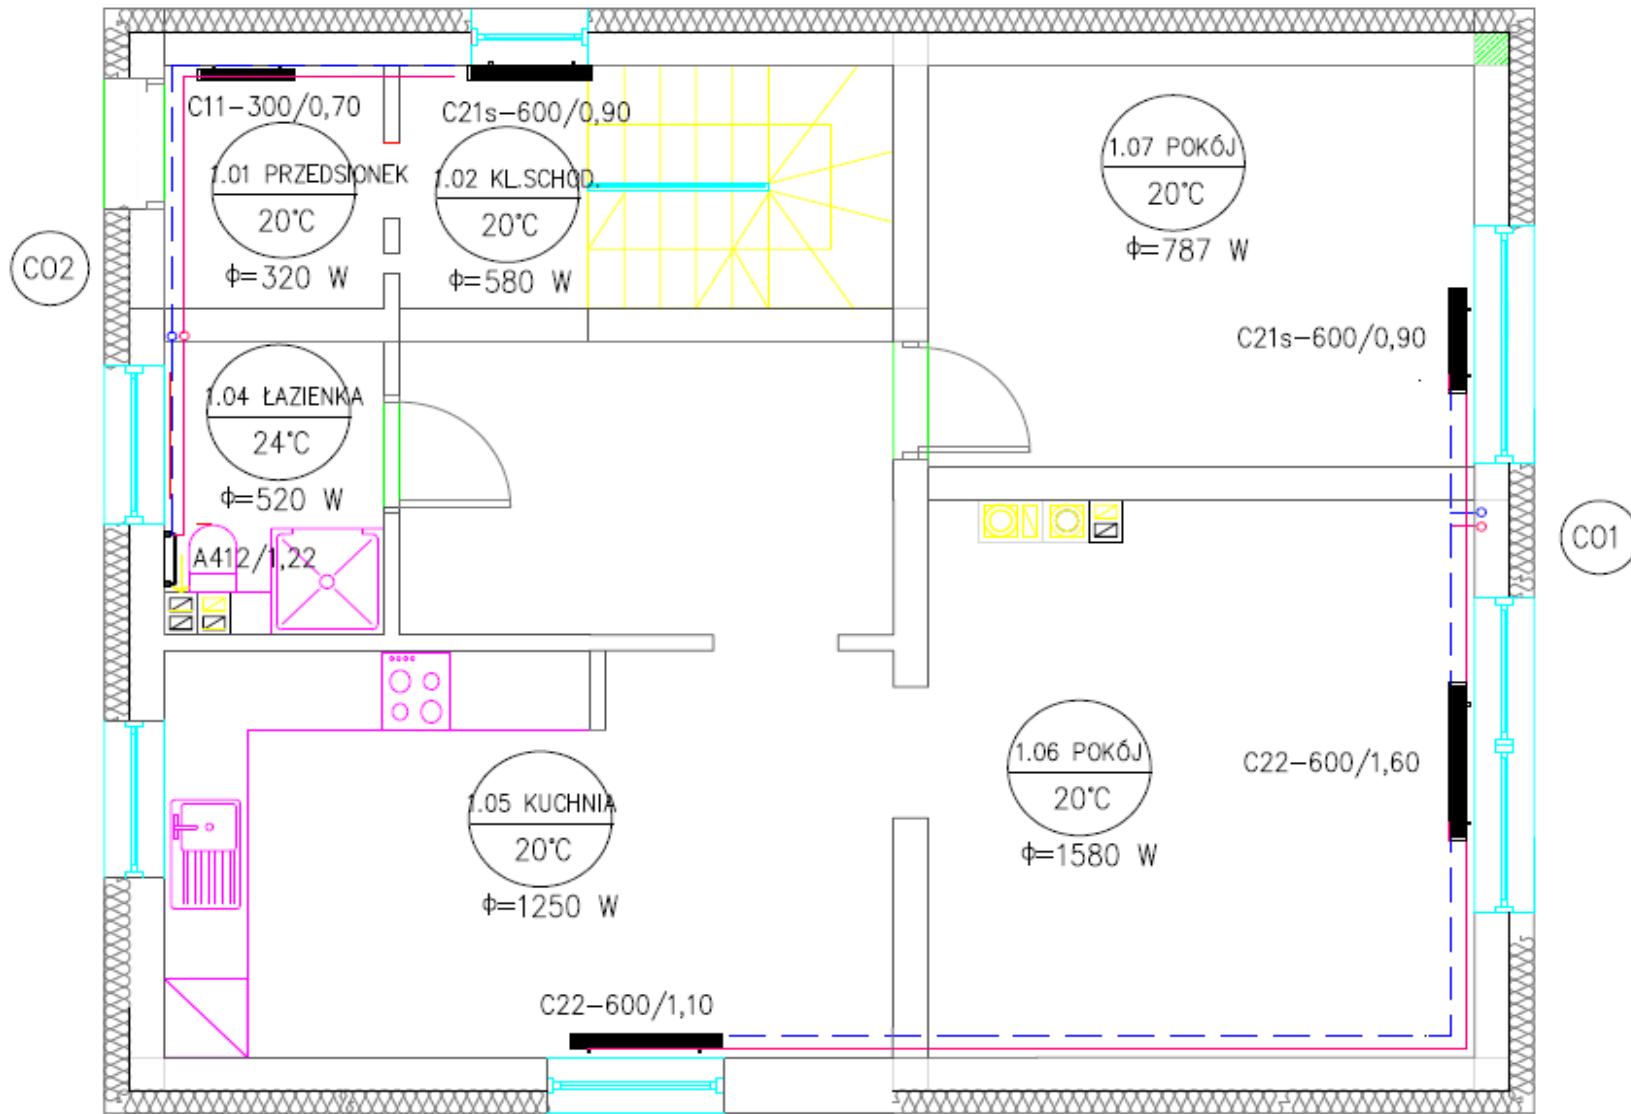 C11-300/0,70
C21s-600/0,90
1.01 PRZEDSIONEK
20°C
ϕ=320 W
1.02 KL.SCHOD.
20°C
ϕ=580 W
1.07 POKÓJ
20°C
ϕ=787 W
CO2
C21s-600/0,90
1.04 ŁAZIENKA
24°C
ϕ=520 W
A412/1,22
CO1
1.06 POKÓJ
20°C
ϕ=1580 W
C22-600/1,60
1.05 KUCHNIA
20°C
ϕ=1250 W
C22-600/1,10